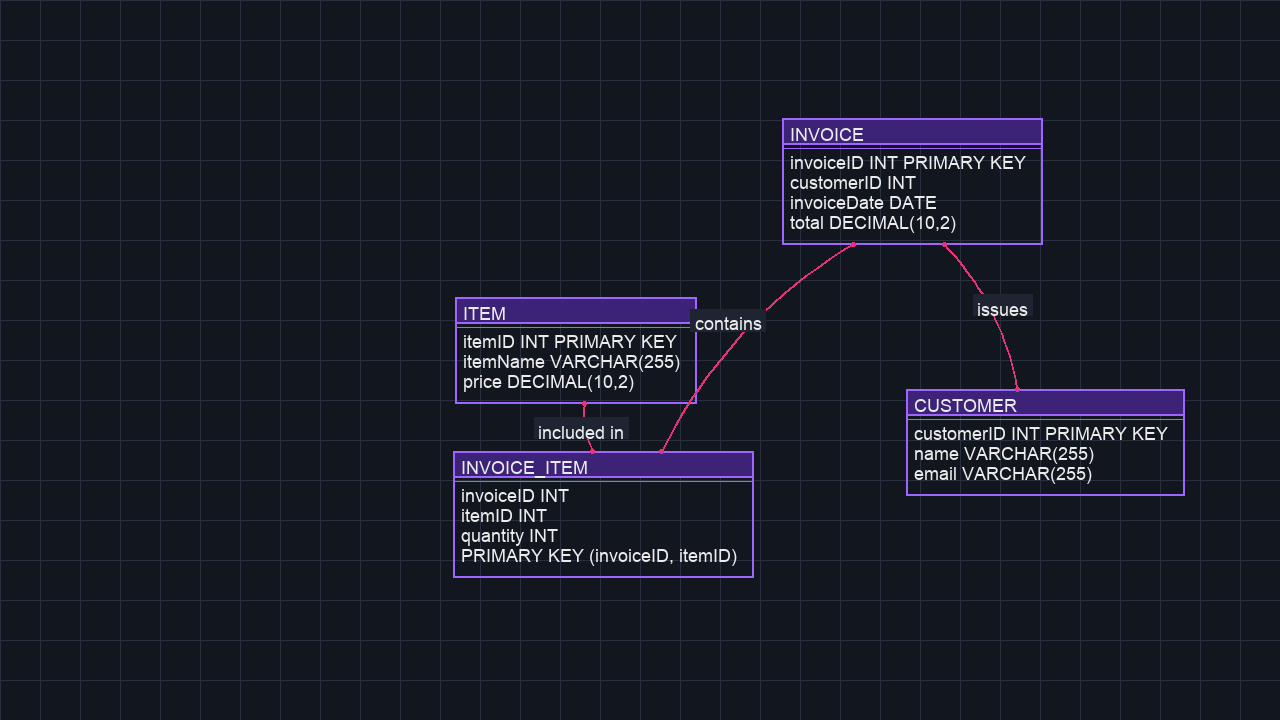 INVOICE
invoiceID INT PRIMARY KEY
customerID INT
invoiceDate DATE
total DECIMAL(10,2)
issues
contains
ITEM
itemID INT PRIMARY KEY
itemName VARCHAR(255)
price DECIMAL(10,2)
included in
CUSTOMER
customerID INT PRIMARY KEY
name VARCHAR(255)
email VARCHAR(255)
INVOICE_ITEM
invoiceID INT
itemID INT
quantity INT
PRIMARY KEY (invoiceID, itemID)